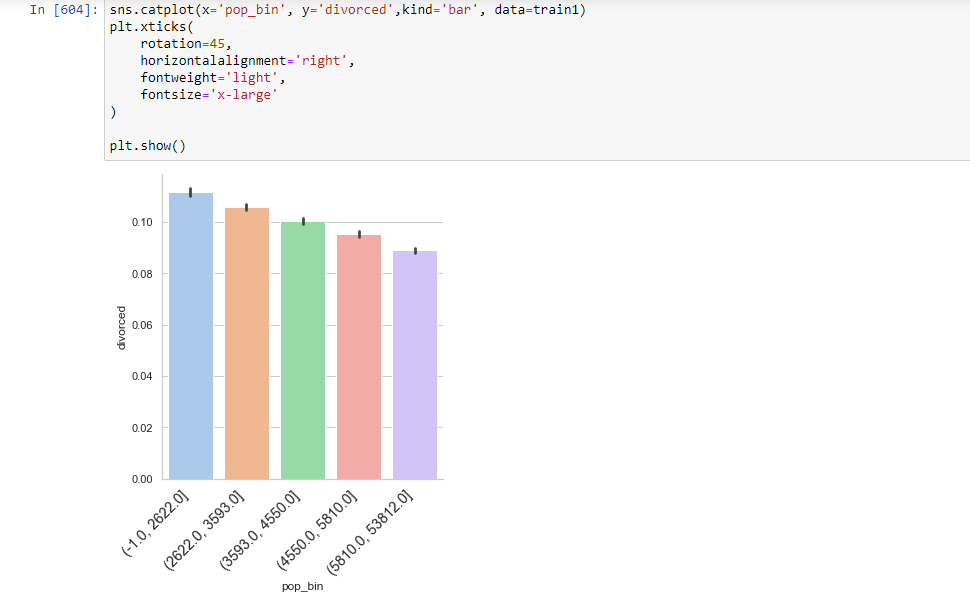 In [604]: sns.catplot(x='pop_bin', y='divorced',kind='bar', data=train1)
plt.xticks(
    rotation=45,
    horizontalalignment='right',
    fontweight='light',
    fontsize='x-large'
)
plt.show()
0.10
0.08
0.06
0.04
0.02
0.00
divorced
(-1.0, 2622.0]
(2622.0, 3593.0]
(3593.0, 4550.0]
(4550.0, 5810.0]
(5810.0, 53812.0]
pop_bin